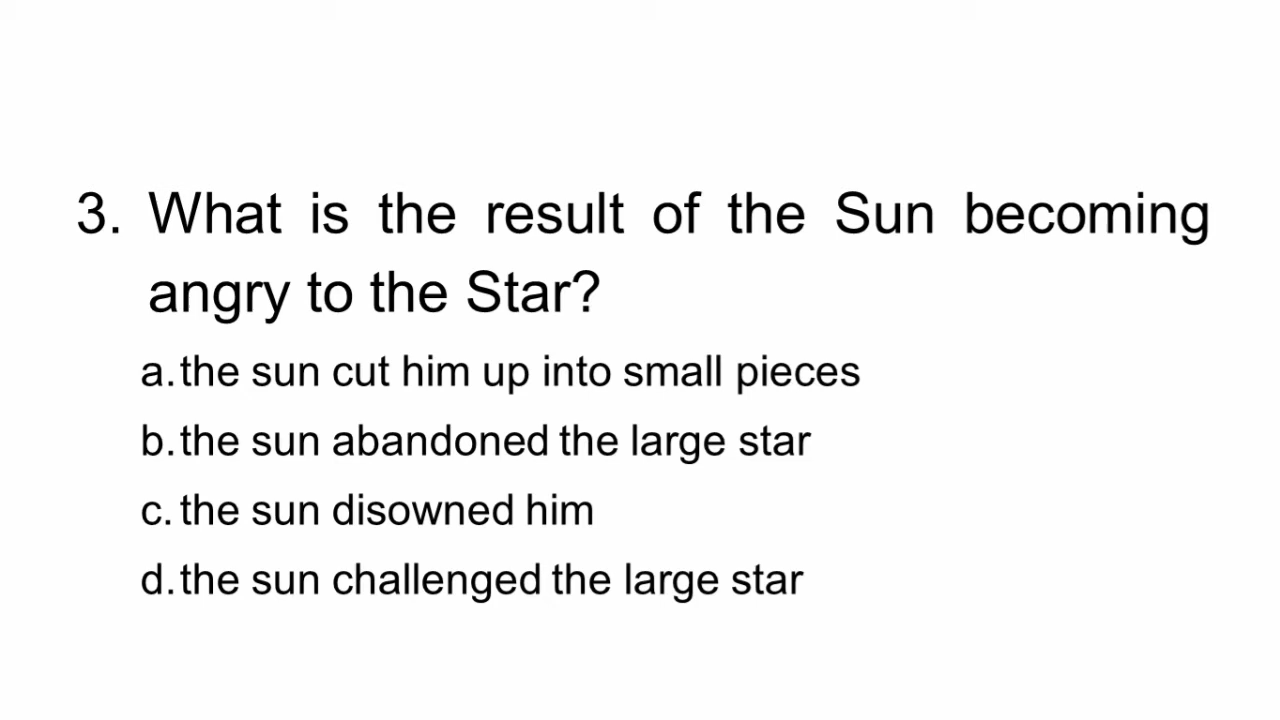 3. What is the result of the Sun becoming
angry to the Star?
a. the sun cut him up into small pieces
b. the sun abandoned the large star
c. the sun disowned him
d. the sun challenged the large star